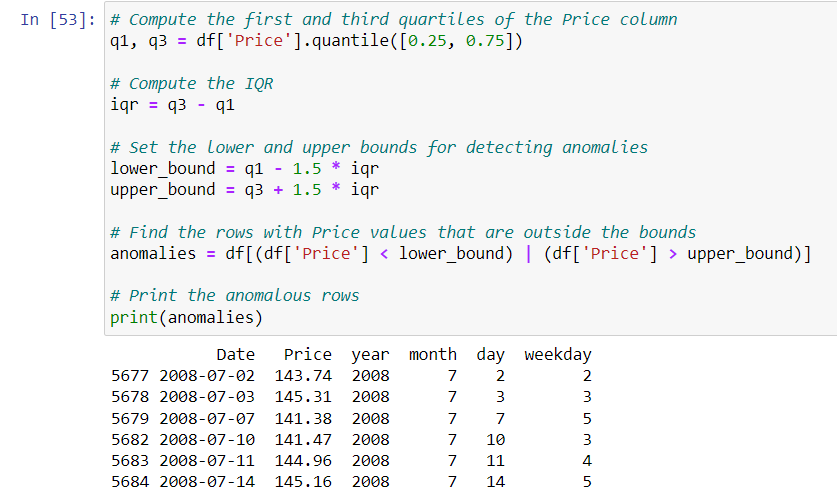 In [53]: # Compute the first and third quartiles of the Price column
q1, q3 = df['Price'].quantile([0.25, 0.75])
# Compute the IQR
iqr = q3 - q1
# Set the lower and upper bounds for detecting anomalies
lower_bound = q1 - 1.5 * iqr
upper_bound = q3 + 1.5 * iqr
# Find the rows with Price values that are outside the bounds
anomalies = df[(df['Price'] < lower_bound) | (df['Price'] > upper_bound)]
# Print the anomalous rows
print(anomalies)
Date Price year month day weekday
5677 2008-07-02 143.74 2008 7 2 2
5678 2008-07-03 145.31 2008 7 3 3
5679 2008-07-07 141.38 2008 7 7 5
5682 2008-07-10 141.47 2008 7 10 3
5683 2008-07-11 144.96 2008 7 11 4
5684 2008-07-14 145.16 2008 7 14 5